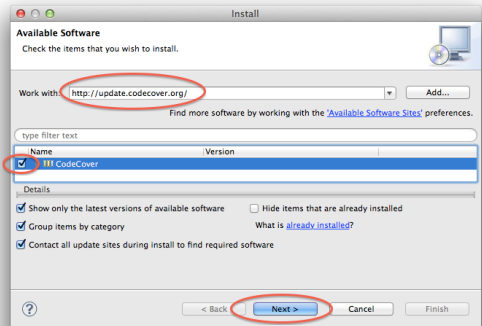 Install
Available Software
Check the items that you wish to install.
Work with: http://update.codecover.org/ Add...
Find more software by working with the 'Available Software Sites' preferences.
type filter text
Name Version
CodeCover
Details
Show only the latest versions of available software Hide items that are already installed
Group items by category What is already installed?
Contact all update sites during install to find required software
? < Back Next > Cancel Finish